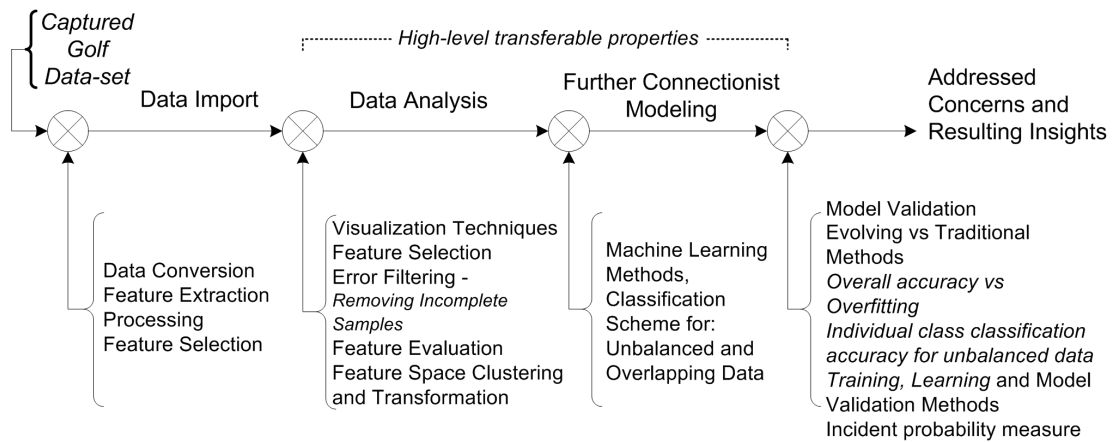 Captured
Golf
Data-set
High-level transferable properties
Data Import
Data Analysis
Further Connectionist
Modeling
Addressed
Concerns and
Resulting Insights
Data Conversion
Feature Extraction
Processing
Feature Selection
Visualization Techniques
Feature Selection
Error Filtering -
Removing Incomplete
Samples
Feature Evaluation
Feature Space Clustering
and Transformation
Machine Learning
Methods,
Classification
Scheme for:
Unbalanced and
Overlapping Data
Model Validation
Evolving vs Traditional
Methods
Overall accuracy vs
Overfitting
Individual class classification
accuracy for unbalanced data
Training, Learning and Model
Validation Methods
Incident probability measure